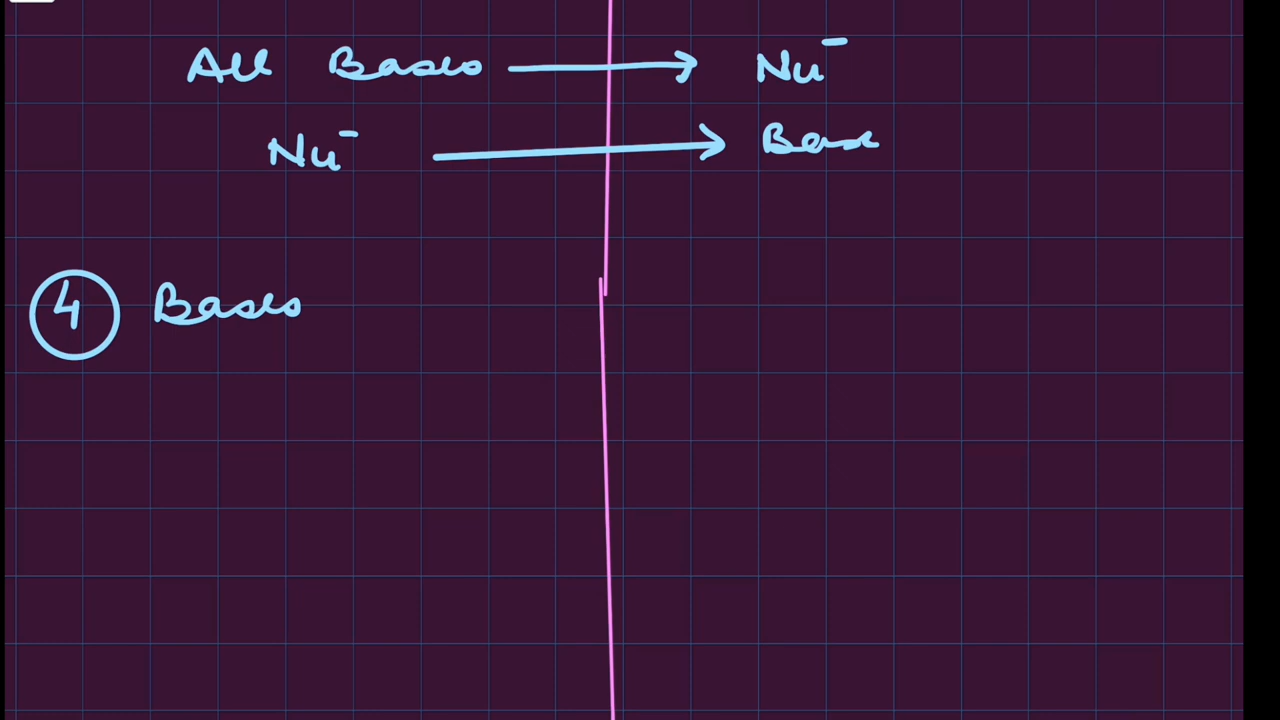 All Bases → Nu⁻
Nu⁻ → Base
④ Bases